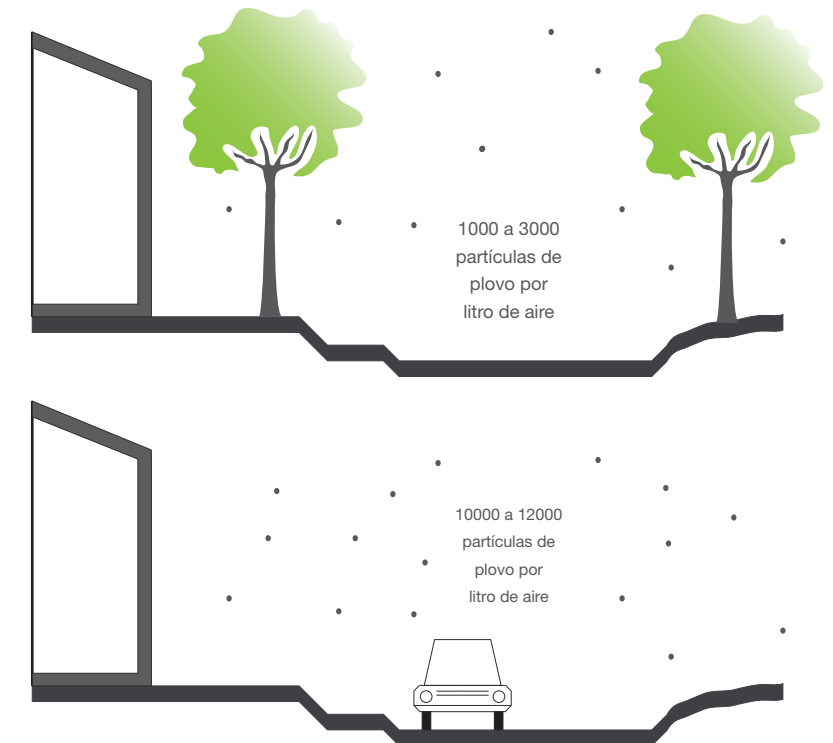 1000 a 3000
partículas de
plovo por
litro de aire
10000 a 12000
partículas de
plovo por
litro de aire